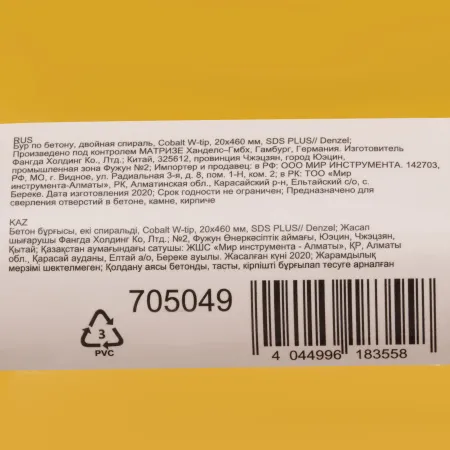 RUS
Бур по бетону, двойная спираль, Cobalt W-tip, 20x460 мм, SDS PLUS// Denzel;
Произведено под контролем МАТРИЗЕ Ханделс-Гмбх, Гамбург, Германия. Изготовитель
Фангда Холдинг Ко., Лтд.; Китай, 325612, провинция Чжэцзян, город Юэцин,
промышленная зона Фужун №2; Импортер и продавец: в РФ: ООО МИР ИНСТРУМЕНТА. 142703,
РФ, МО, г. Видное, ул. Радиальная 3-я, д. 8, пом. 1-Н, ком. 2; в РК: ТОО «Мир
инструмента-Алматы», РК, Алматинская обл., Карасайский р-н, Ельтайский с/о, с.
Береке. Дата изготовления 2020; Срок годности не ограничен; Предназначено для
сверления отверстий в бетоне, камне, кирпиче
KAZ
Бетон бұрғысы, екі спиральді, Cobalt W-tip, 20x460 мм, SDS PLUS// Denzel; Жасап
шығарушы Фангда Холдинг Ко., Лтд.; №2, Фужун Өнеркәсіптік аймағы, Юэцин, Чжэцзян,
Қытай; Қазақстан аумағындағы сатушы: ЖШС «Мир инструмента - Алматы», ҚР, Алматы
обл., Қарасай ауданы, Елтай а/о, Береке ауылы. Жасалған күні 2020; Жарамдылық
мерзімі шектелмеген; Қолдану аясы бетонды, тасты, кірпішті бұрғылап тесуге арналған
705049
3
PVC
4 044996 183558